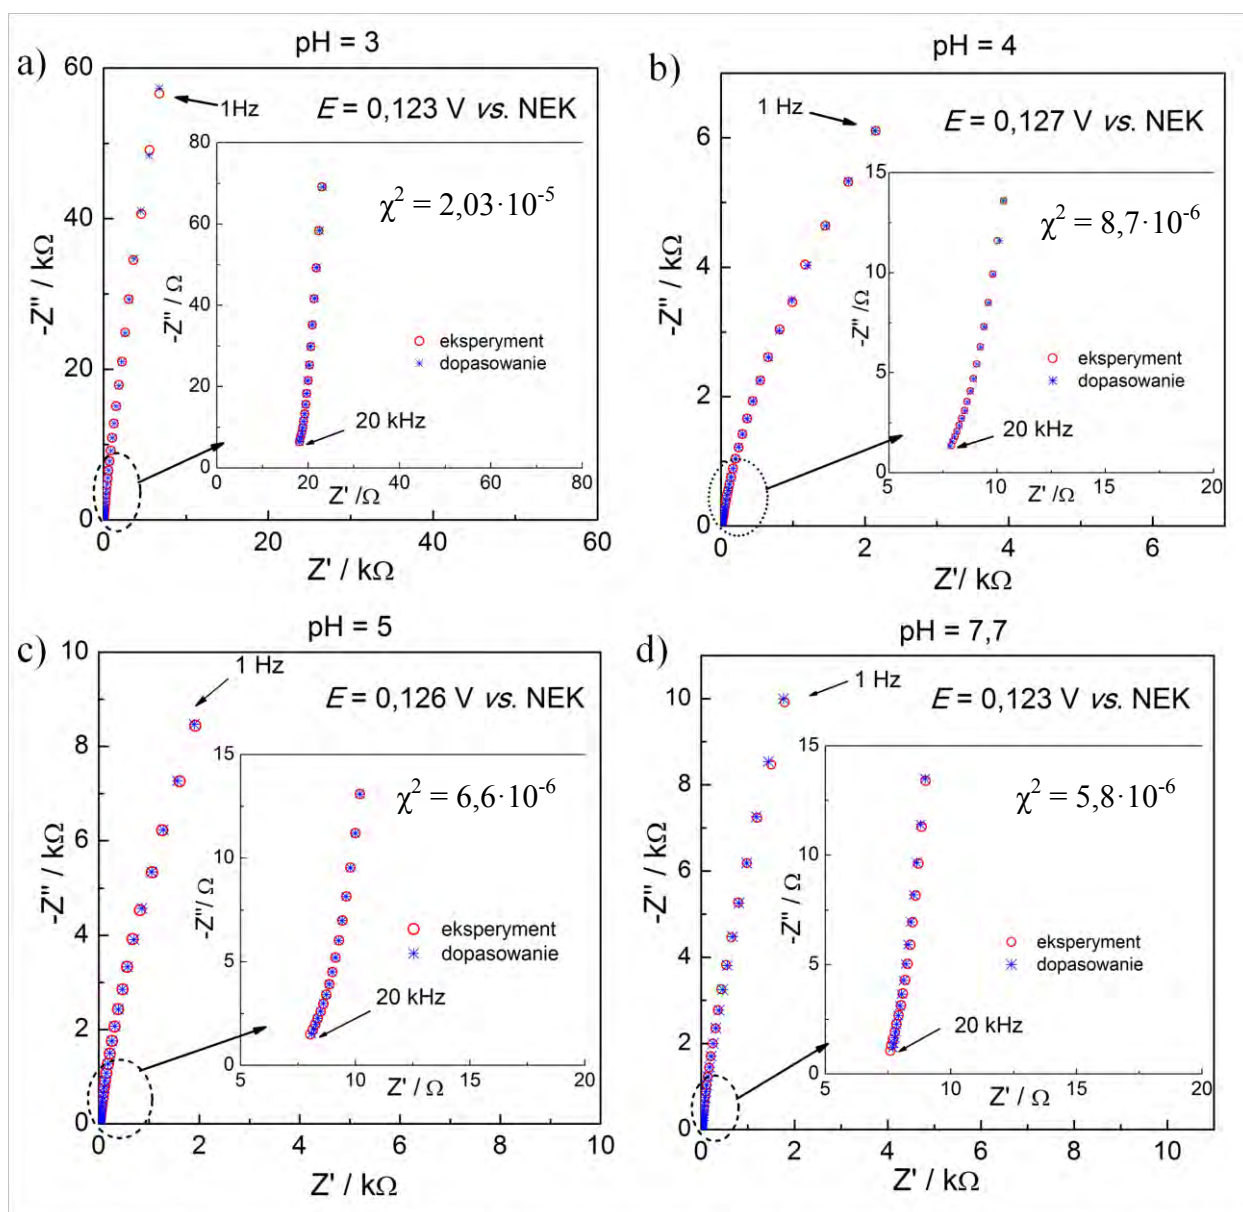 pH = 3
a)
60
40
20
0
0
20
40
60
-Z'' / kΩ
Z' / kΩ
1Hz
E = 0,123 V vs. NEK
80
60
40
20
0
0
20
40
60
80
-Z'' / Ω
Z' /Ω
χ² = 2,03·10⁻⁵
eksperyment
dopasowanie
20 kHz
pH = 4
b)
6
4
2
0
0
2
4
6
-Z'' / kΩ
Z'/ kΩ
1 Hz
E = 0,127 V vs. NEK
15
10
5
0
5
10
15
20
-Z'' /Ω
Z' /Ω
χ² = 8,7·10⁻⁶
eksperyment
dopasowanie
20 kHz
pH = 5
c)
10
8
6
4
2
0
0
2
4
6
8
10
-Z'' / kΩ
Z' / kΩ
1 Hz
E = 0,126 V vs. NEK
15
10
5
0
5
10
15
20
-Z''/ Ω
Z' / Ω
χ² = 6,6·10⁻⁶
eksperyment
dopasowanie
20 kHz
pH = 7,7
d)
10
8
6
4
2
0
0
2
4
6
8
10
-Z'' / kΩ
Z' / kΩ
1 Hz
E = 0,123 V vs. NEK
15
10
5
0
5
10
15
20
-Z'' / Ω
Z' / Ω
χ² = 5,8·10⁻⁶
eksperyment
dopasowanie
20 kHz